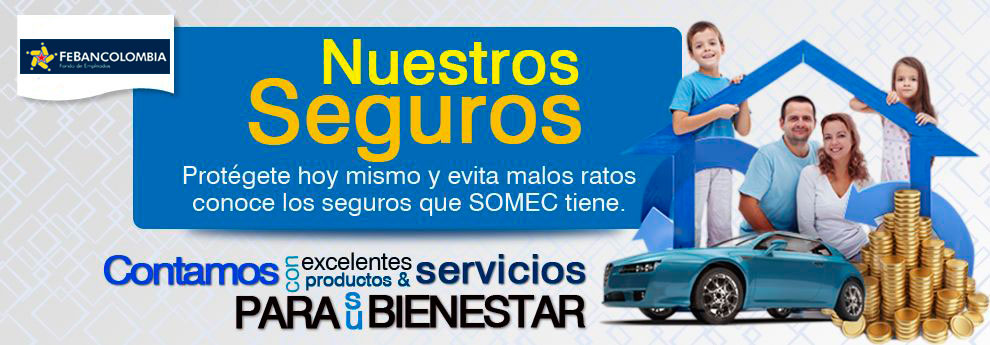 FEBANCOLOMBIA
Fondo de Empleados
Nuestros
Seguros
Protégete hoy mismo y evita malos ratos
conoce los seguros que SOMEC tiene.
Contamos con excelentes productos & servicios
PARA su BIENESTAR